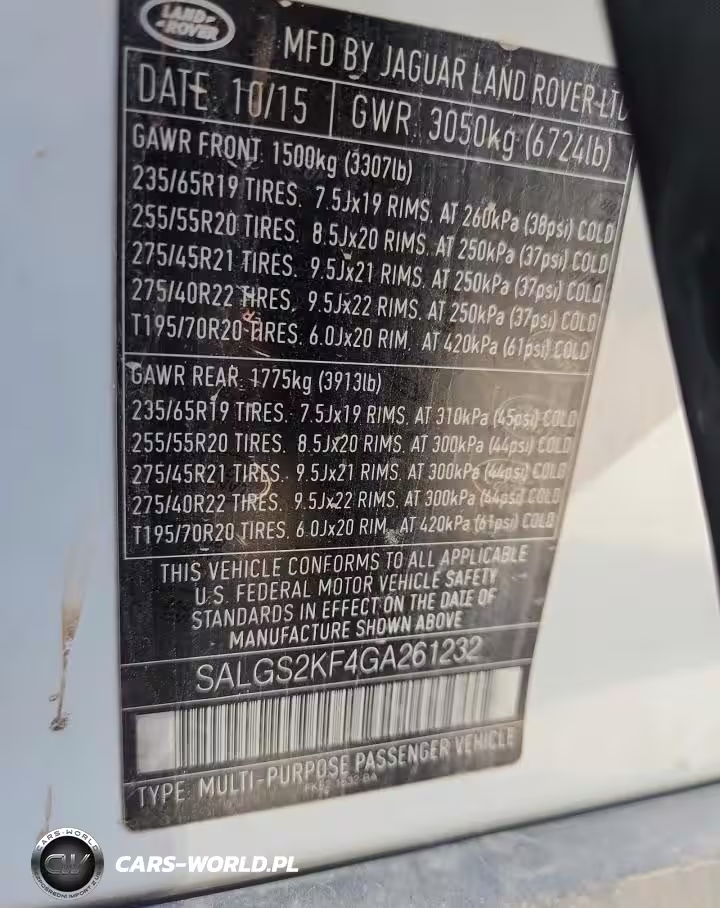 LAND ROVER
MFD BY JAGUAR LAND ROVER LTD
DATE: 10/15 GWR: 3050kg (6724lb)
GAWR FRONT: 1500kg (3307lb)
235/65R19 TIRES. 7.5Jx19 RIMS. AT 260kPa (38psi) COLD
255/55R20 TIRES. 8.5Jx20 RIMS. AT 250kPa (37psi) COLD
275/45R21 TIRES. 9.5Jx21 RIMS. AT 250kPa (37psi) COLD
275/40R22 TIRES. 9.5Jx22 RIMS. AT 250kPa (37psi) COLD
T195/70R20 TIRES. 6.0Jx20 RIM. AT 420kPa (61psi) COLD
GAWR REAR: 1775kg (3913lb)
235/65R19 TIRES. 7.5Jx19 RIMS. AT 310kPa (45psi) COLD
255/55R20 TIRES. 8.5Jx20 RIMS. AT 300kPa (44psi) COLD
275/45R21 TIRES. 9.5Jx21 RIMS. AT 300kPa (44psi) COLD
275/40R22 TIRES. 9.5Jx22 RIMS. AT 300kPa (44psi) COLD
T195/70R20 TIRES. 6.0Jx20 RIM. AT 420kPa (61psi) COLD
THIS VEHICLE CONFORMS TO ALL APPLICABLE
U.S. FEDERAL MOTOR VEHICLE SAFETY
STANDARDS IN EFFECT ON THE DATE OF
MANUFACTURE SHOWN ABOVE
SALGS2KF4GA261232
TYPE: MULTI-PURPOSE PASSENGER VEHICLE
CARS-WORLD
CW
CARS-WORLD.PL